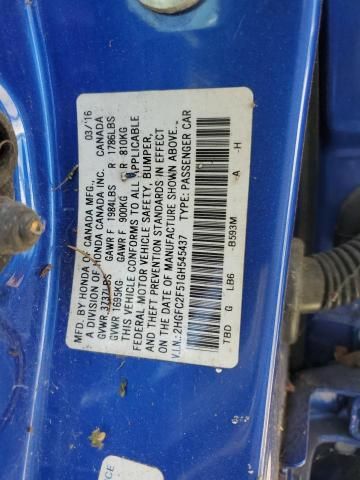 MFD. BY HONDA OF CANADA MFG., 03/'16
A DIVISION OF HONDA CANADA INC. CANADA
GVWR 3737LBS GAWR F 1984LBS R 1786LBS
GVWR 1695KG GAWR F 900KG R 810KG
THIS VEHICLE CONFORMS TO ALL APPLICABLE
FEDERAL MOTOR VEHICLE SAFETY, BUMPER,
AND THEFT PREVENTION STANDARDS IN EFFECT
ON THE DATE OF MANUFACTURE SHOWN ABOVE.
V.I.N.: 2HGFC2F51GH545437 TYPE: PASSENGER CAR
-B593M -A -H
TBD G LB6
CE